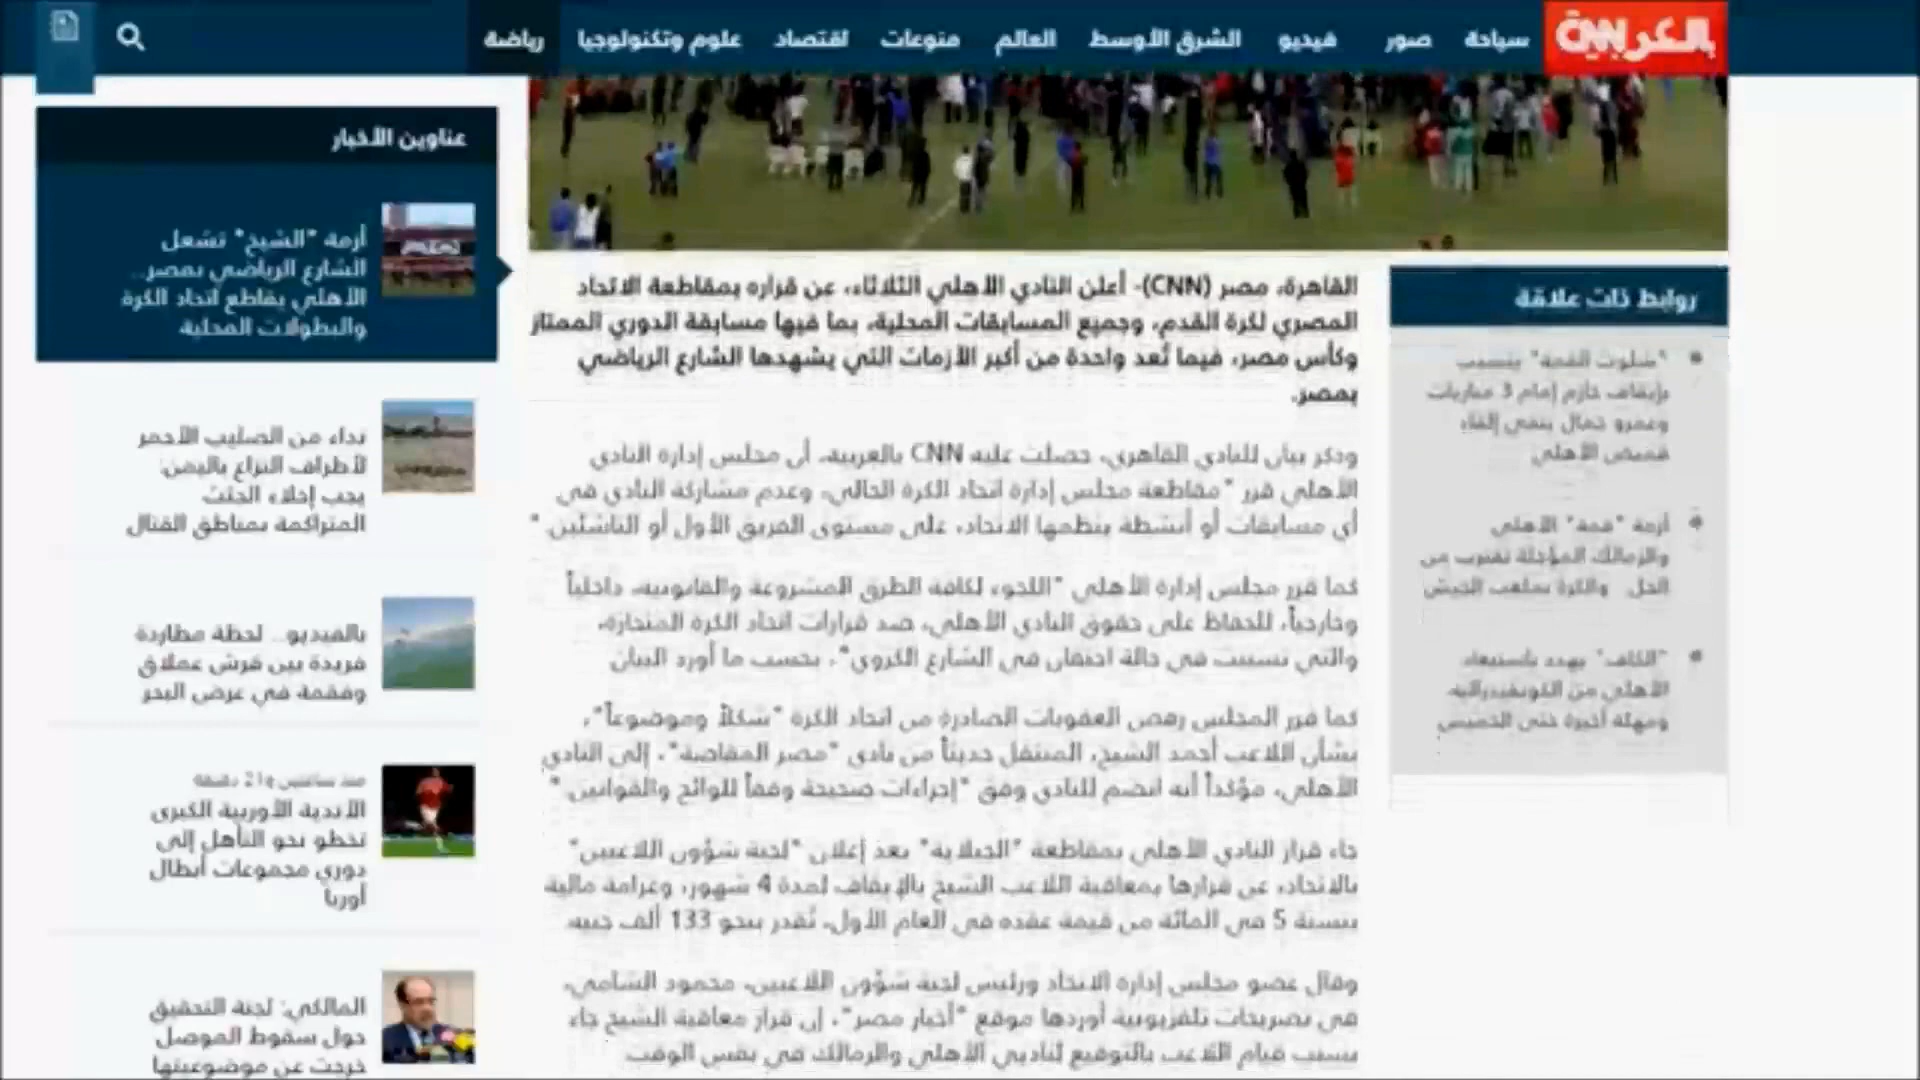 CNN بالعربية
سياحة
صور
فيديو
الشرق الأوسط
العالم
منوعات
اقتصاد
علوم وتكنولوجيا
رياضة
القاهرة، مصر (CNN)- أعلن النادي الأهلي الثلاثاء، عن قراره بمقاطعة الاتحاد
المصري لكرة القدم، وجميع المسابقات المحلية، بما فيها مسابقة الدوري الممتاز
وكأس مصر، فيما تُعد واحدة من أكبر الأزمات التي يشهدها الشارع الرياضي
بمصر.
وذكر بيان للنادي القاهري، حصلت عليه CNN بالعربية، أن مجلس إدارة النادي
الأهلي قرر "مقاطعة مجلس إدارة اتحاد الكرة الحالي، وعدم مشاركة النادي في
أي مسابقات أو أنشطة ينظمها الاتحاد، على مستوى الفريق الأول أو الناشئين."
كما قرر مجلس إدارة الأهلي "اللجوء لكافة الطرق المشروعة والقانونية، داخلياً
وخارجياً، للحفاظ على حقوق النادي الأهلي، ضد قرارات اتحاد الكرة المنحازة،
والتي تسببت في حالة احتقان في الشارع الكروي"، بحسب ما أورد البيان
كما قرر المجلس رفض العقوبات الصادرة من اتحاد الكرة "شكلاً وموضوعاً"،
بشأن اللاعب أحمد الشيخ، المنتقل حديثاً من نادي "مصر المقاصة"، إلى النادي
الأهلي، مؤكداً أنه انضم للنادي وفق "إجراءات صحيحة وفقاً للوائح والقوانين."
جاء قرار النادي الأهلي بمقاطعة "الجبلاية" بعد إعلان "لجنة شؤون اللاعبين"
بالاتحاد، عن قرارها بمعاقبة اللاعب الشيخ بالإيقاف لمدة 4 شهور، وغرامة مالية
بنسبة 5 في المائة من قيمة عقده في العام الأول، تُقدر بنحو 133 ألف جنيه.
وقال عضو مجلس إدارة الاتحاد ورئيس لجنة شؤون اللاعبين، محمود الشامي،
في تصريحات تلفزيونية أوردها موقع "أخبار مصر"، إن قرار معاقبة الشيخ جاء
بسبب قيام اللاعب بالتوقيع لناديي الأهلي والزمالك في نفس الوقت
روابط ذات علاقة
"شلوت القمة" يتسبب
بإيقاف حازم إمام 3 مباريات
وعمرو جمال ينفي إلقاء
قميص الأهلي
أزمة "قمة" الأهلي
والزمالك المؤجلة تقترب من
الحل.. والكرة بملعب الجيش
"الكاف" يهدد باستبعاد
الأهلي من الكونفيدرالية
ومهلة أخيرة حتى الخميس
عناوين الأخبار
أزمة "الشيخ" تشعل
الشارع الرياضي بمصر..
الأهلي يقاطع اتحاد الكرة
والبطولات المحلية
نداء من الصليب الأحمر
لأطراف النزاع باليمن:
يجب إخلاء الجثث
المتراكمة بمناطق القتال
بالفيديو.. لحظة مطاردة
فريدة بين قرش عملاق
وفقمة في عرض البحر
منذ ساعتين و21 دقيقة
الأندية الأوربية الكبرى
تخطو نحو التأهل إلى
دوري مجموعات أبطال
أوربا
المالكي: لجنة التحقيق
حول سقوط الموصل
خرجت عن موضوعيتها